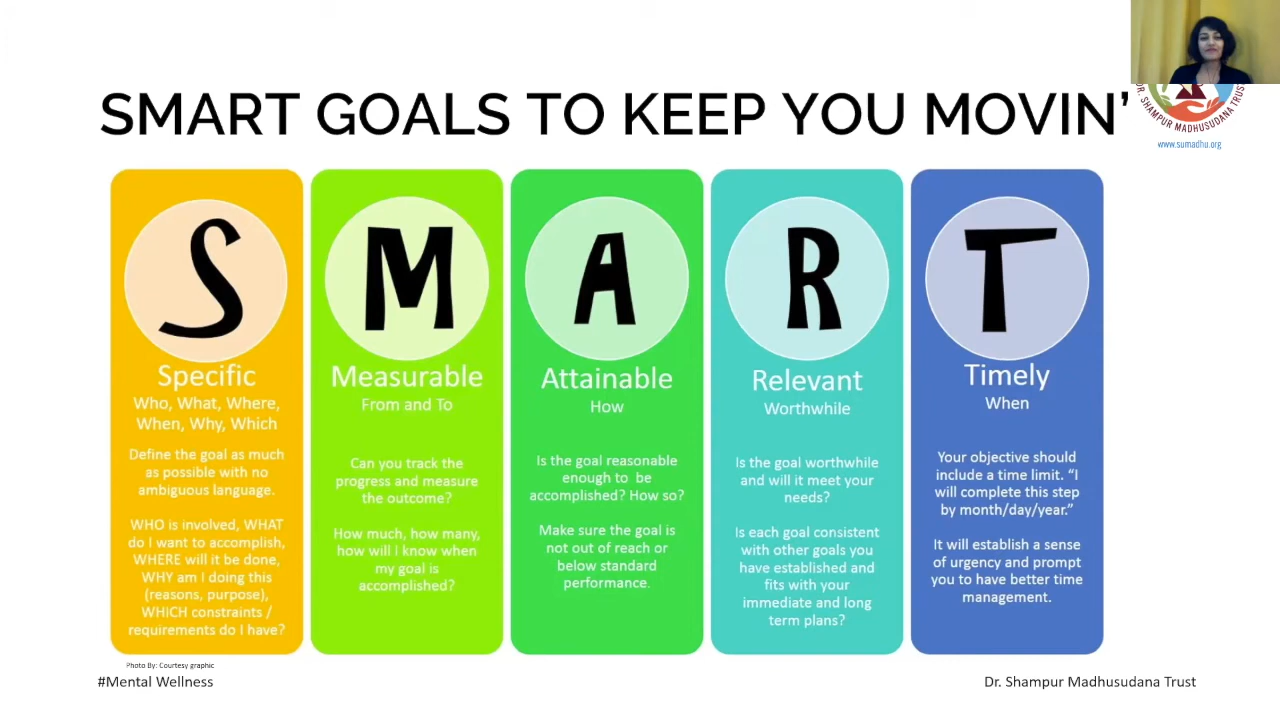 SMART GOALS TO KEEP YOU MOVIN’
DR. SHAMPUR MADHUSUDANA TRUST
www.sumadhu.org
S
Specific
Who, What, Where,
When, Why, Which
Define the goal as much
as possible with no
ambiguous language.
WHO is involved, WHAT
do I want to accomplish,
WHERE will it be done,
WHY am I doing this
(reasons, purpose),
WHICH constraints /
requirements do I have?
M
Measurable
From and To
Can you track the
progress and measure
the outcome?
How much, how many,
how will I know when
my goal is
accomplished?
A
Attainable
How
Is the goal reasonable
enough to be
accomplished? How so?
Make sure the goal is
not out of reach or
below standard
performance.
R
Relevant
Worthwhile
Is the goal worthwhile
and will it meet your
needs?
Is each goal consistent
with other goals you
have established and
fits with your
immediate and long
term plans?
T
Timely
When
Your objective should
include a time limit. “I
will complete this step
by month/day/year.”
It will establish a sense
of urgency and prompt
you to have better time
management.
Photo By: Courtesy graphic
#Mental Wellness
Dr. Shampur Madhusudana Trust